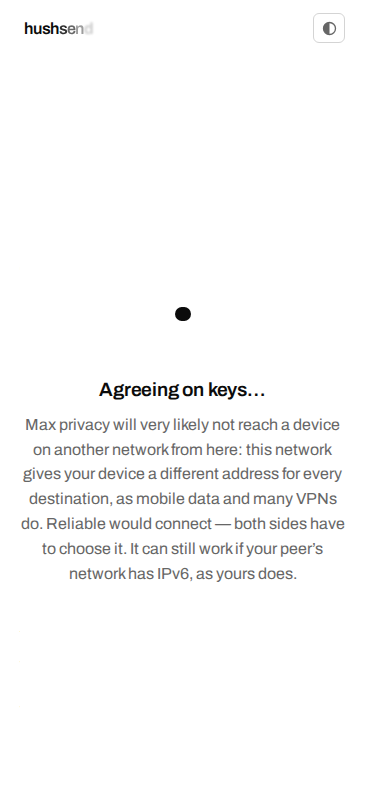 hushsend
Agreeing on keys…
Max privacy will very likely not reach a device
on another network from here: this network
gives your device a different address for every
destination, as mobile data and many VPNs
do. Reliable would connect — both sides have
to choose it. It can still work if your peer’s
network has IPv6, as yours does.